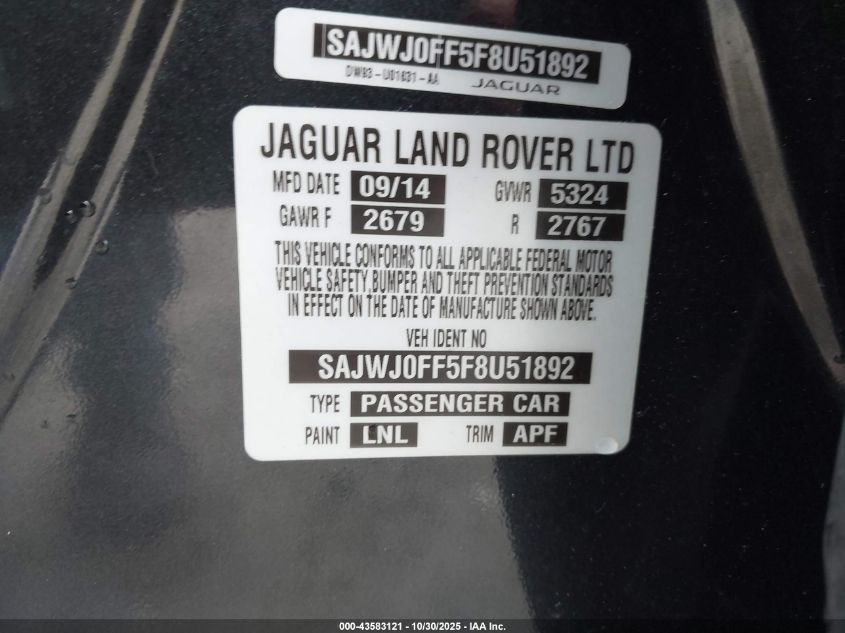 SAJWJ0FF5F8U51892
DW93-U01631-AA JAGUAR
JAGUAR LAND ROVER LTD
MFD DATE 09/14 GVWR 5324
GAWR F 2679 R 2767
THIS VEHICLE CONFORMS TO ALL APPLICABLE FEDERAL MOTOR
VEHICLE SAFETY,BUMPER AND THEFT PREVENTION STANDARDS
IN EFFECT ON THE DATE OF MANUFACTURE SHOWN ABOVE.
VEH IDENT NO
SAJWJ0FF5F8U51892
TYPE PASSENGER CAR
PAINT LNL TRIM APF
000-43583121 - 10/30/2025 - IAA Inc.